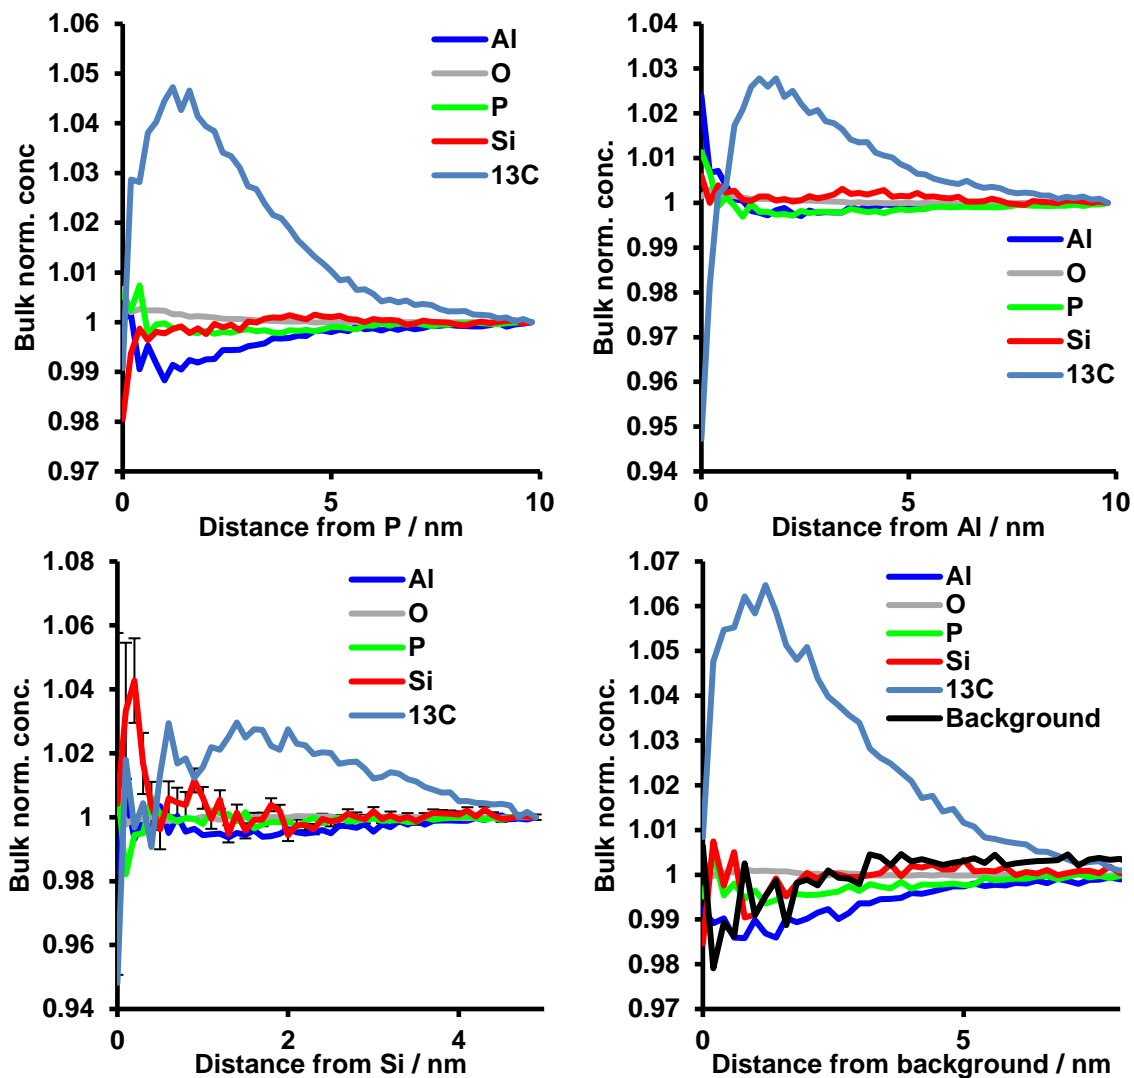 1.06
1.05
1.04
1.03
1.02
1.01
1
0.99
0.98
0.97
Bulk norm. conc
Al
O
P
Si
13C
0
5
10
Distance from P / nm
1.04
1.03
1.02
1.01
1
0.99
0.98
0.97
0.96
0.95
0.94
Bulk norm. conc.
Al
O
P
Si
13C
0
5
10
Distance from Al / nm
1.08
1.06
1.04
1.02
1
0.98
0.96
0.94
Bulk norm. conc.
Al
O
P
Si
13C
0
2
4
Distance from Si / nm
1.07
1.06
1.05
1.04
1.03
1.02
1.01
1
0.99
0.98
0.97
Bulk norm. conc.
Al
O
P
Si
13C
Background
0
5
Distance from background / nm